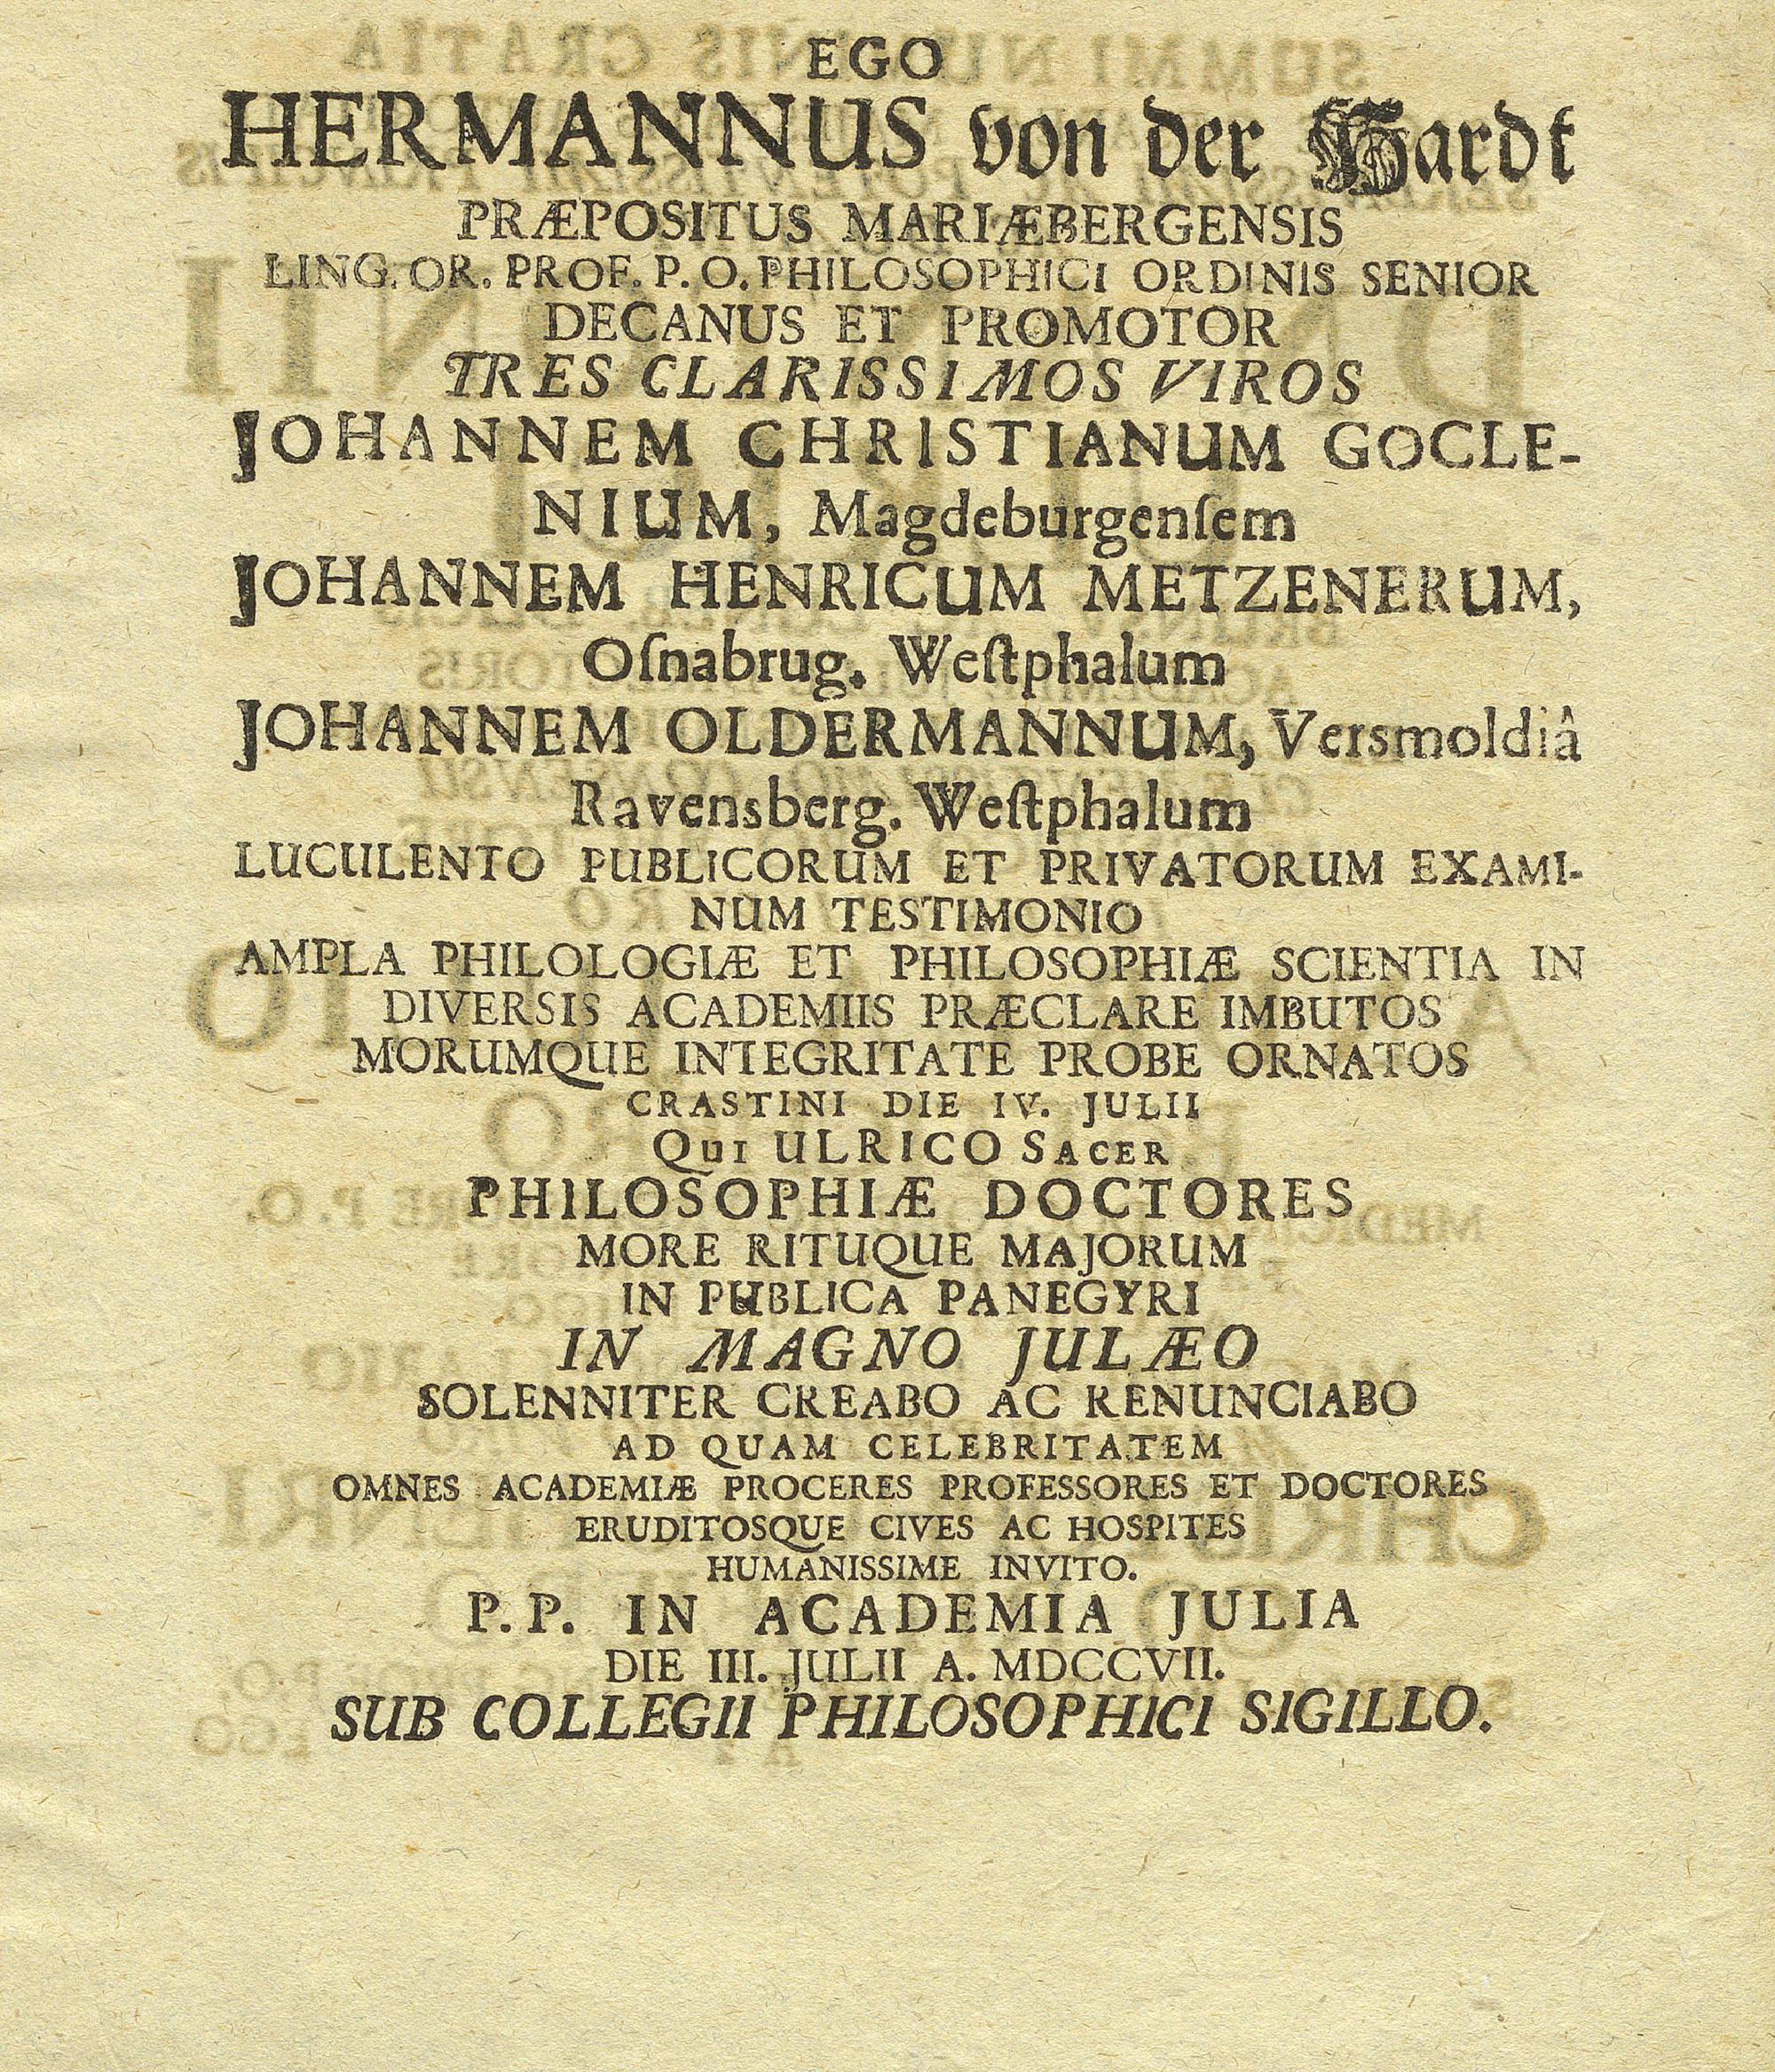 EGO
HERMANNUS von der Hardt
PRÆPOSITUS MARIÆBERGENSIS
LING. OR. PROF. P. O. PHILOSOPHICI ORDINIS SENIOR
DECANUS ET PROMOTOR
TRES CLARISSIMOS VIROS
JOHANNEM CHRISTIANUM GOCLE-
NIUM, Magdeburgenſem
JOHANNEM HENRICUM METZENERUM,
Oſnabrug. Weſtphalum
JOHANNEM OLDERMANNUM, Versmoldiâ
Ravensberg. Weſtphalum
LUCULENTO PUBLICORUM ET PRIVATORUM EXAMI-
NUM TESTIMONIO
AMPLA PHILOLOGIÆ ET PHILOSOPHIÆ SCIENTIA IN
DIVERSIS ACADEMIIS PRÆCLARE IMBUTOS
MORUMQUE INTEGRITATE PROBE ORNATOS
CRASTINI DIE IV. JULII
QUI ULRICO SACER
PHILOSOPHIÆ DOCTORES
MORE RITUQUE MAJORUM
IN PUBLICA PANEGYRI
IN MAGNO JULÆO
SOLENNITER CREABO AC RENUNCIABO
AD QUAM CELEBRITATEM
OMNES ACADEMIÆ PROCERES PROFESSORES ET DOCTORES
ERUDITOSQUE CIVES AC HOSPITES
HUMANISSIME INVITO.
P. P. IN ACADEMIA JULIA
DIE III. JULII A. MDCCVII.
SUB COLLEGII PHILOSOPHICI SIGILLO.